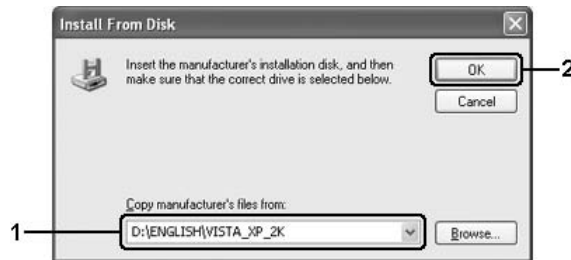 Install From Disk
Insert the manufacturer's installation disk, and then
make sure that the correct drive is selected below.
OK
2
Cancel
Copy manufacturer's files from:
1
D:\ENGLISH\VISTA_XP_2K
Browse...